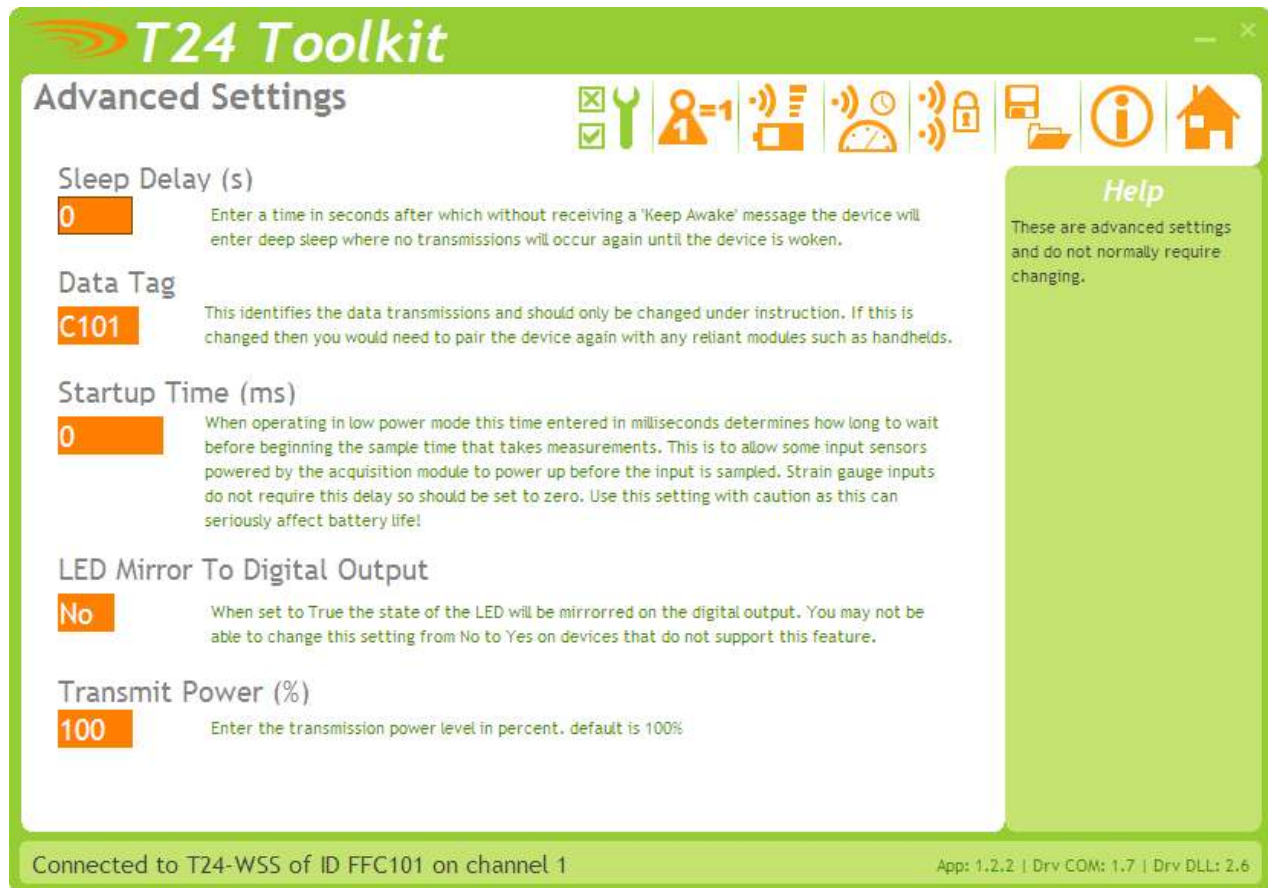 T24 Toolkit
Advanced Settings
1
=1
Sleep Delay (s)
0
Enter a time in seconds after which without receiving a 'Keep Awake' message the device will
enter deep sleep where no transmissions will occur again until the device is woken.
Data Tag
C101
This identifies the data transmissions and should only be changed under instruction. If this is
changed then you would need to pair the device again with any reliant modules such as handhelds.
Startup Time (ms)
0
When operating in low power mode this time entered in milliseconds determines how long to wait
before beginning the sample time that takes measurements. This is to allow some input sensors
powered by the acquisition module to power up before the input is sampled. Strain gauge inputs
do not require this delay so should be set to zero. Use this setting with caution as this can
seriously affect battery life!
LED Mirror To Digital Output
No
When set to True the state of the LED will be mirrorred on the digital output. You may not be
able to change this setting from No to Yes on devices that do not support this feature.
Transmit Power (%)
100
Enter the transmission power level in percent. default is 100%
Help
These are advanced settings
and do not normally require
changing.
Connected to T24-WSS of ID FFC101 on channel 1
App: 1.2.2 | Drv COM: 1.7 | Drv DLL: 2.6